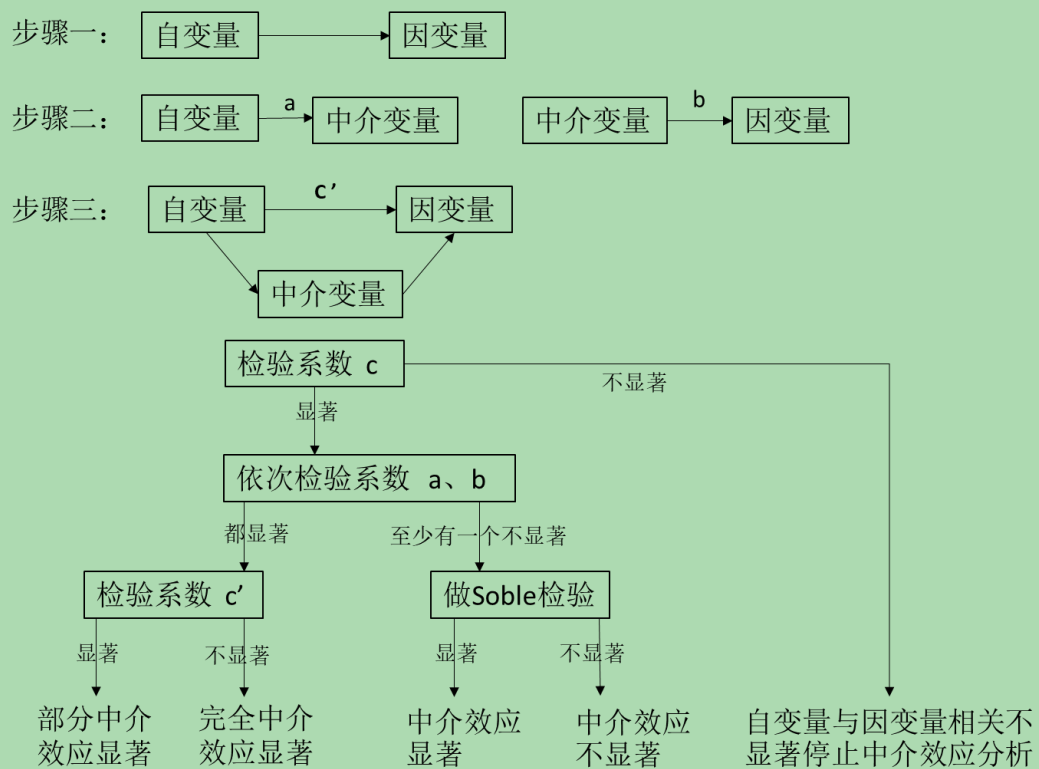 步骤一： 自变量 因变量
步骤二： 自变量 a 中介变量 中介变量 b 因变量
步骤三： 自变量 c’ 因变量
中介变量
检验系数 c
不显著
显著
依次检验系数 a、b
都显著 至少有一个不显著
检验系数 c’ 做Soble检验
显著 不显著 显著 不显著
部分中介 完全中介 中介效应 中介效应 自变量与因变量相关不
效应显著 效应显著 显著 不显著 显著停止中介效应分析